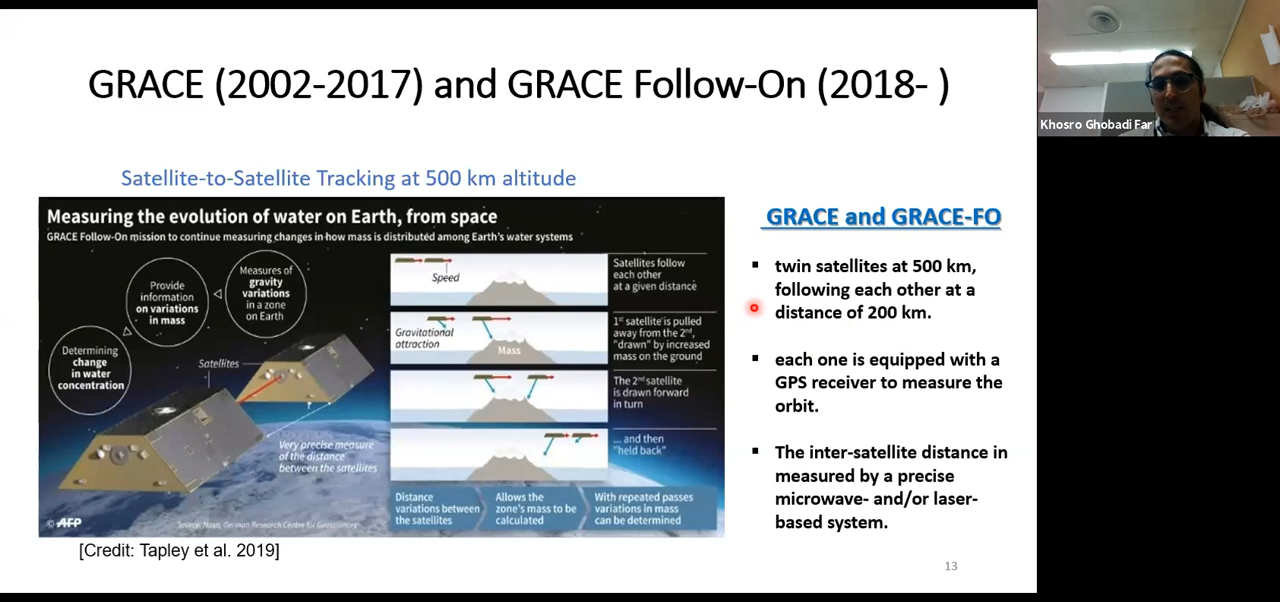 GRACE (2002-2017) and GRACE Follow-On (2018- )
Khosro Ghobadi Far
Satellite-to-Satellite Tracking at 500 km altitude
Measuring the evolution of water on Earth, from space
GRACE Follow-On mission to continue measuring changes in how mass is distributed among Earth's water systems
Measures of
gravity
variations
in a zone
on Earth
Provide
information
on variations
in mass
Determining
change
in water
concentration
Satellites
Very precise measure
of the distance
between the satellites
Speed
Satellites follow
each other
at a given distance
Gravitational
attraction
Mass
1st satellite is pulled
away from the 2nd,
"drawn" by increased
mass on the ground
The 2nd satellite
is drawn forward
in turn
... and then
"held back"
Distance
variations between
the satellites
Allows the
zone's mass to be
calculated
With repeated passes
variations in mass
can be determined
© AFP
Source: Nasa, German Research Centre for Geosciences
[Credit: Tapley et al. 2019]
GRACE and GRACE-FO
▪ twin satellites at 500 km,
following each other at a
distance of 200 km.
▪ each one is equipped with a
GPS receiver to measure the
orbit.
▪ The inter-satellite distance in
measured by a precise
microwave- and/or laser-
based system.
13